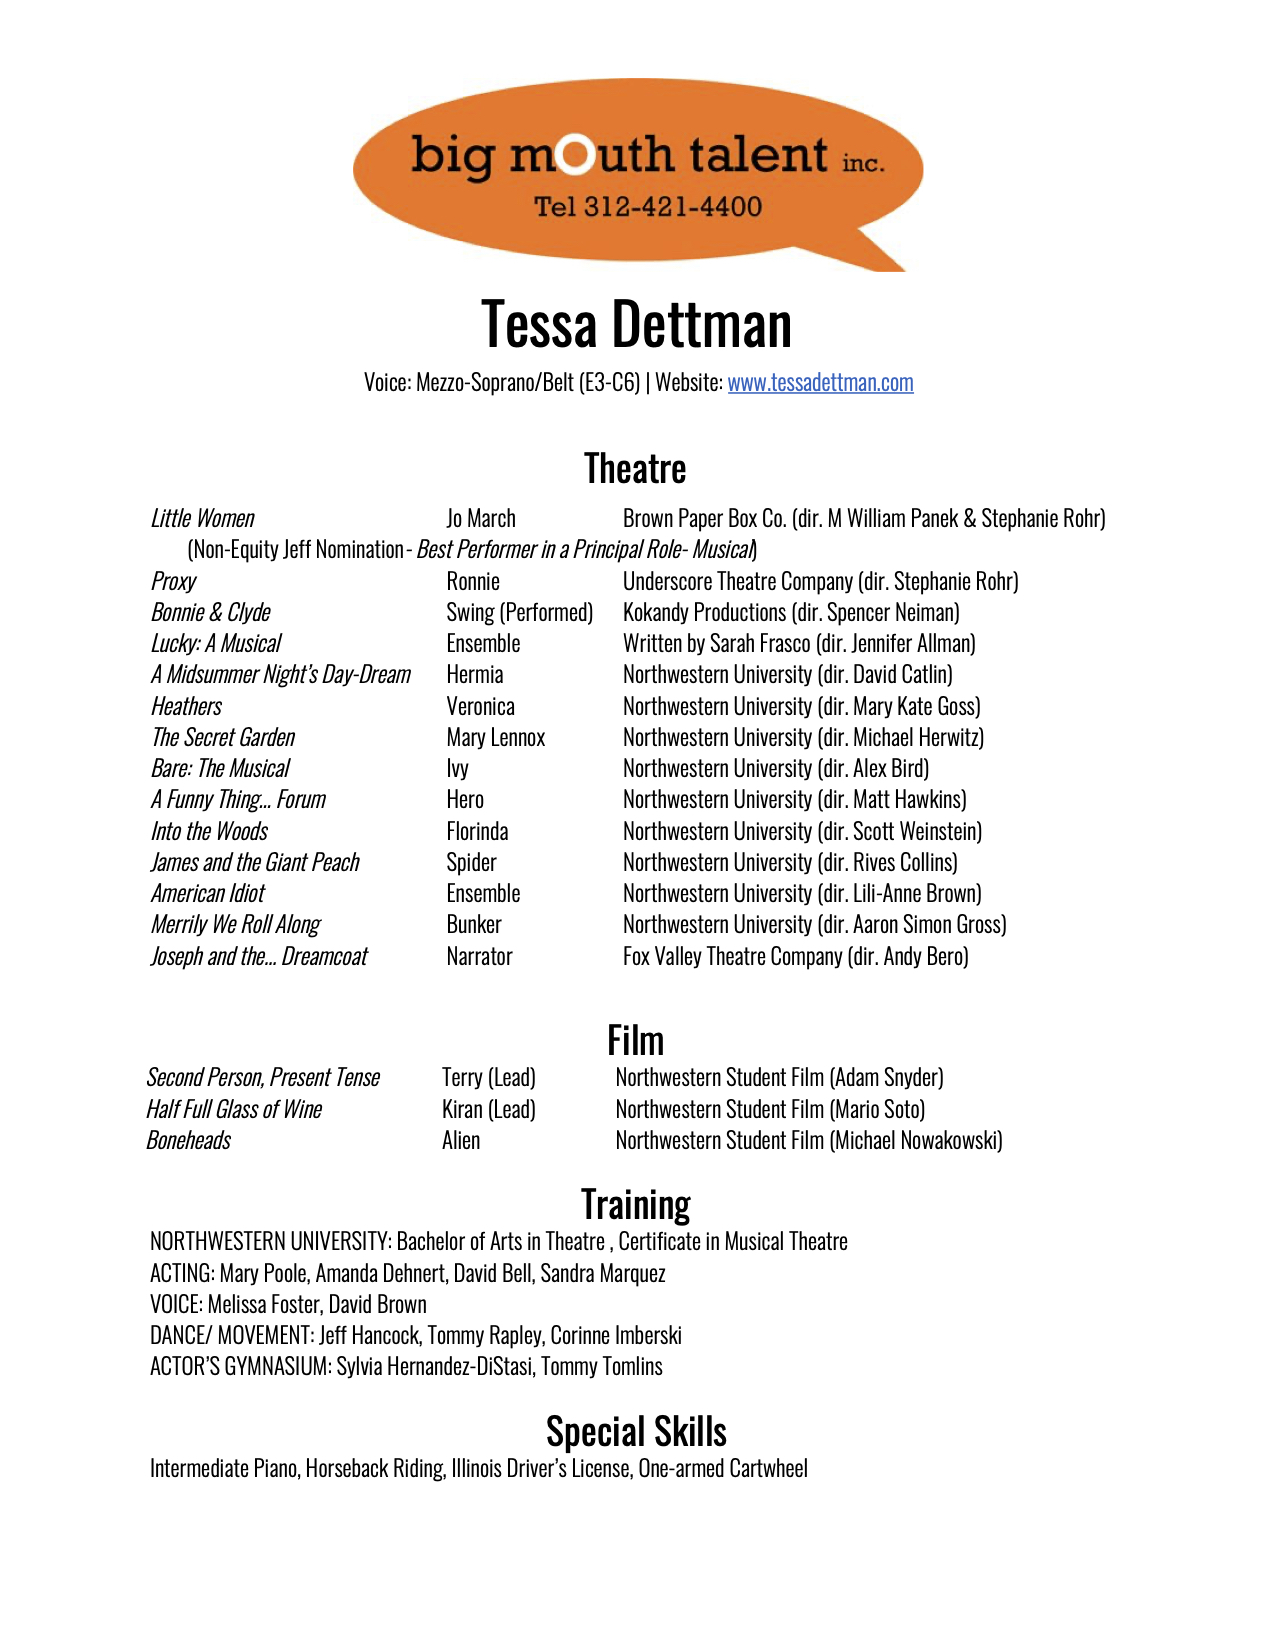 big mouth talent inc.
Tel 312-421-4400
Tessa Dettman
Voice: Mezzo-Soprano/Belt (E3-C6) | Website: www.tessadettman.com
Theatre
Little Women Jo March Brown Paper Box Co. (dir. M William Panek & Stephanie Rohr)
(Non-Equity Jeff Nomination- Best Performer in a Principal Role- Musical)
Proxy Ronnie Underscore Theatre Company (dir. Stephanie Rohr)
Bonnie & Clyde Swing (Performed) Kokandy Productions (dir. Spencer Neiman)
Lucky: A Musical Ensemble Written by Sarah Frasco (dir. Jennifer Allman)
A Midsummer Night’s Day-Dream Hermia Northwestern University (dir. David Catlin)
Heathers Veronica Northwestern University (dir. Mary Kate Goss)
The Secret Garden Mary Lennox Northwestern University (dir. Michael Herwitz)
Bare: The Musical Ivy Northwestern University (dir. Alex Bird)
A Funny Thing... Forum Hero Northwestern University (dir. Matt Hawkins)
Into the Woods Florinda Northwestern University (dir. Scott Weinstein)
James and the Giant Peach Spider Northwestern University (dir. Rives Collins)
American Idiot Ensemble Northwestern University (dir. Lili-Anne Brown)
Merrily We Roll Along Bunker Northwestern University (dir. Aaron Simon Gross)
Joseph and the... Dreamcoat Narrator Fox Valley Theatre Company (dir. Andy Bero)
Film
Second Person, Present Tense Terry (Lead) Northwestern Student Film (Adam Snyder)
Half Full Glass of Wine Kiran (Lead) Northwestern Student Film (Mario Soto)
Boneheads Alien Northwestern Student Film (Michael Nowakowski)
Training
NORTHWESTERN UNIVERSITY: Bachelor of Arts in Theatre , Certificate in Musical Theatre
ACTING: Mary Poole, Amanda Dehnert, David Bell, Sandra Marquez
VOICE: Melissa Foster, David Brown
DANCE/ MOVEMENT: Jeff Hancock, Tommy Rapley, Corinne Imberski
ACTOR’S GYMNASIUM: Sylvia Hernandez-DiStasi, Tommy Tomlins
Special Skills
Intermediate Piano, Horseback Riding, Illinois Driver’s License, One-armed Cartwheel